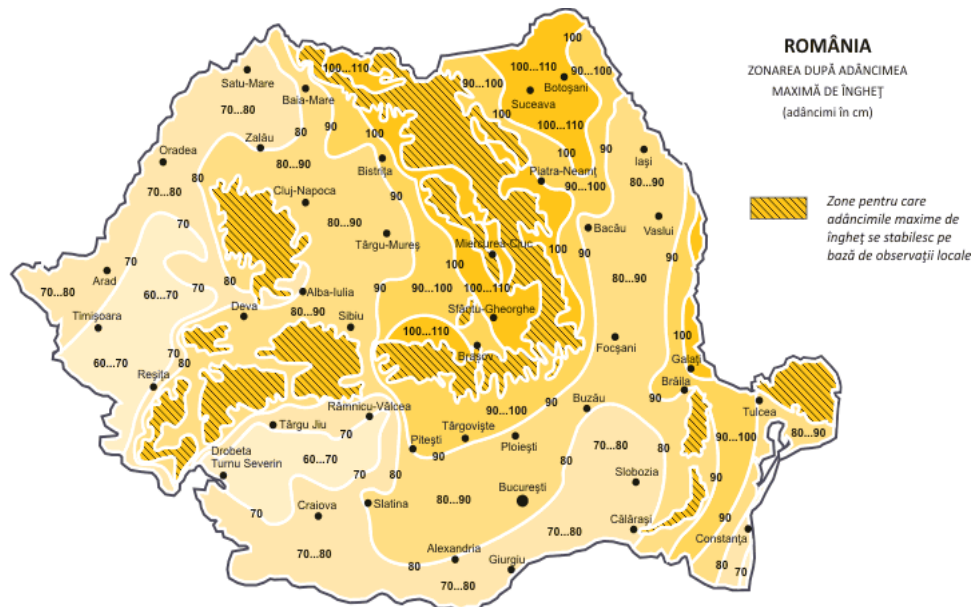 ROMÂNIA
ZONAREA DUPĂ ADÂNCIMEA
MAXIMĂ DE ÎNGHEȚ
(adâncimi în cm)
Zone pentru care
adâncimile maxime de
îngheț se stabilesc pe
bază de observații locale
100
100...110
90...100
100...110
90...100
Satu-Mare
Botoșani
70...80
Baia-Mare
Suceava
90
100
80
100
100...110
Zalău
90
Iași
Oradea
80...90
Bistrița
100
Piatra-Neamț
80
90...100
80...90
70...80
Cluj-Napoca
90
Vaslui
70
80...90
Bacău
Târgu-Mureș
Miercurea-Ciuc
100
90
70
100
Arad
80...90
70...80
60...70
70
80
90
90...100
100...110
Alba-Iulia
Deva
80...90
Sfântu-Gheorghe
Timișoara
Sibiu
100...110
100
Focșani
Brașov
70
60...70
80
Galați
Reșița
Brăila
90
Râmnicu-Vâlcea
90...100
90
Buzău
Tulcea
Târgu Jiu
70
Târgoviște
80...90
Pitești
Ploiești
90...100
Drobeta
Turnu Severin
60...70
90
70...80
80
80
80
Slobozia
90
70
București
Craiova
Slatina
80...90
70
Călărași
90
70...80
Constanța
70...80
Alexandria
80
Giurgiu
80
70
70...80